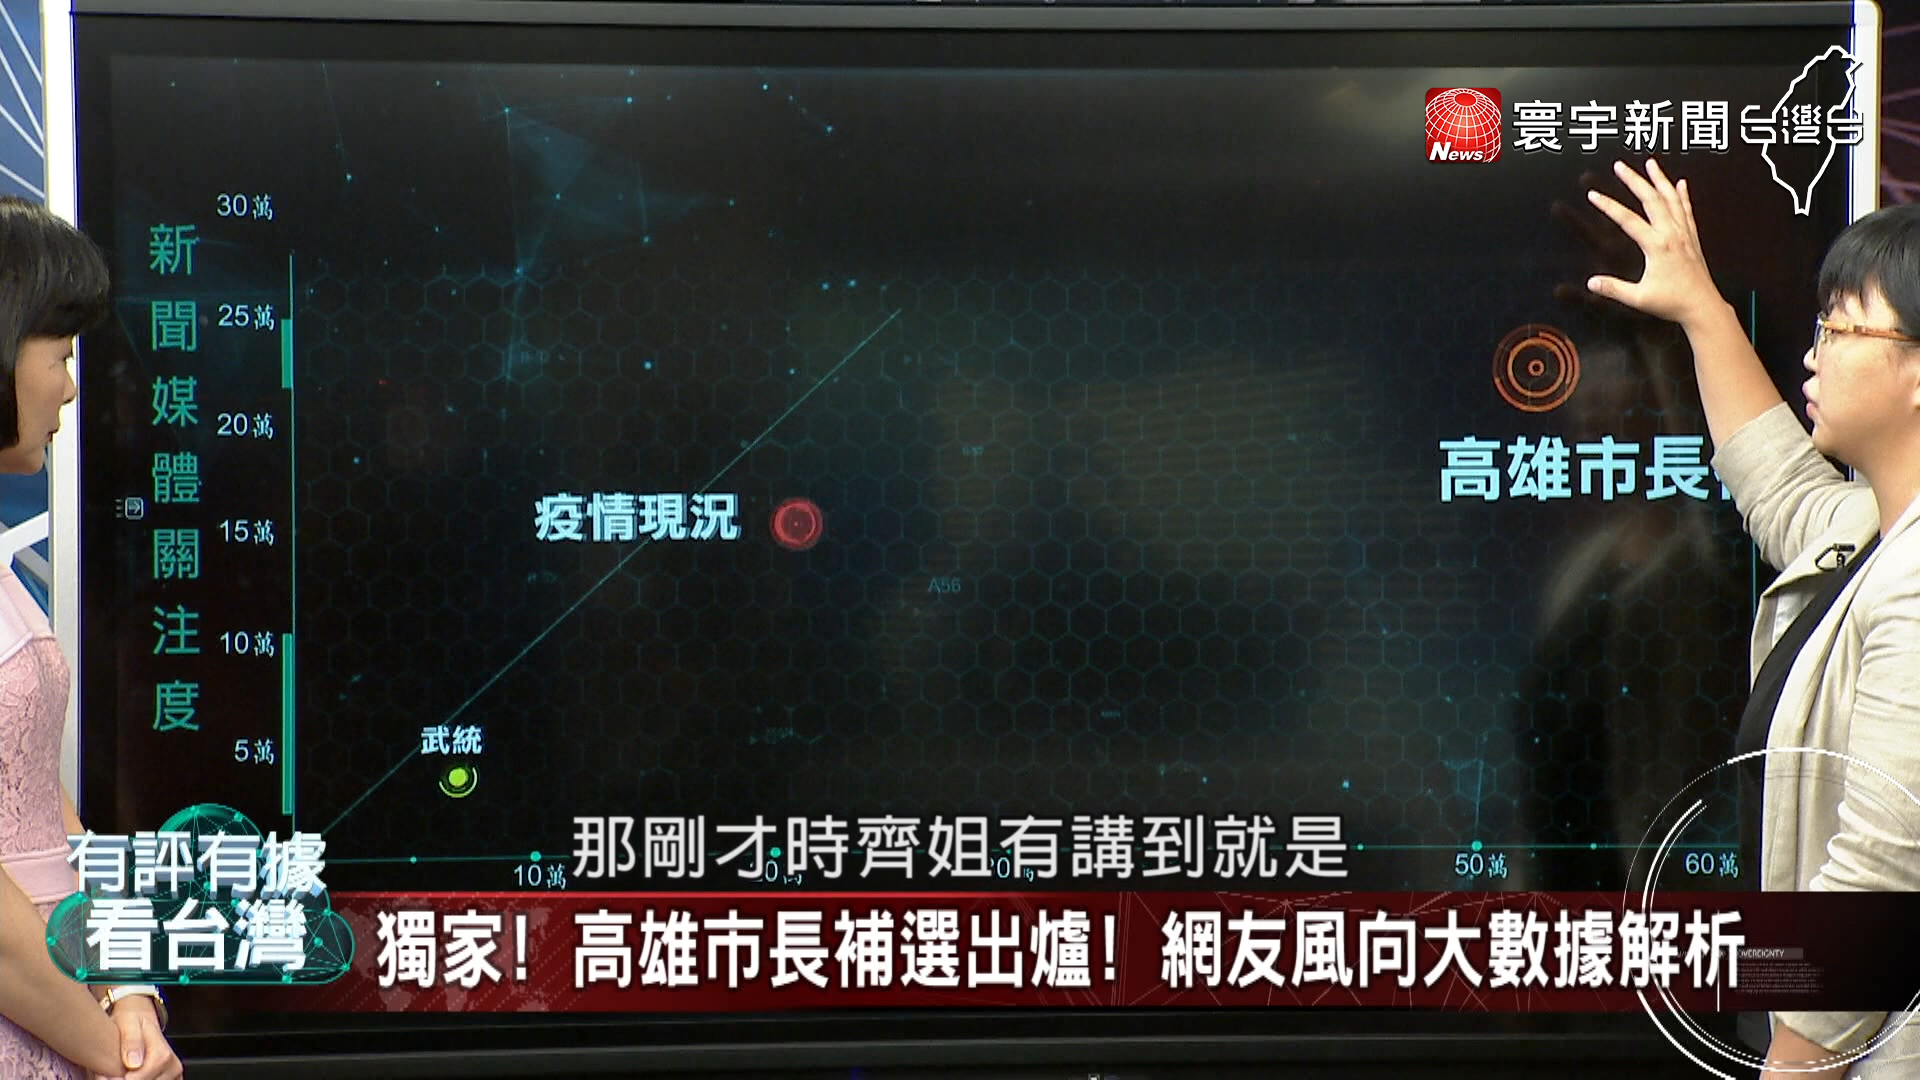 News
寰宇新聞 台灣台
30萬
25萬
20萬
15萬
10萬
5萬
新聞媒體關注度
高雄市長
疫情現況
A56
武統
10萬
50萬
60萬
那剛才時齊姐有講到就是
有評有據
看台灣
獨家！高雄市長補選出爐！網友風向大數據解析